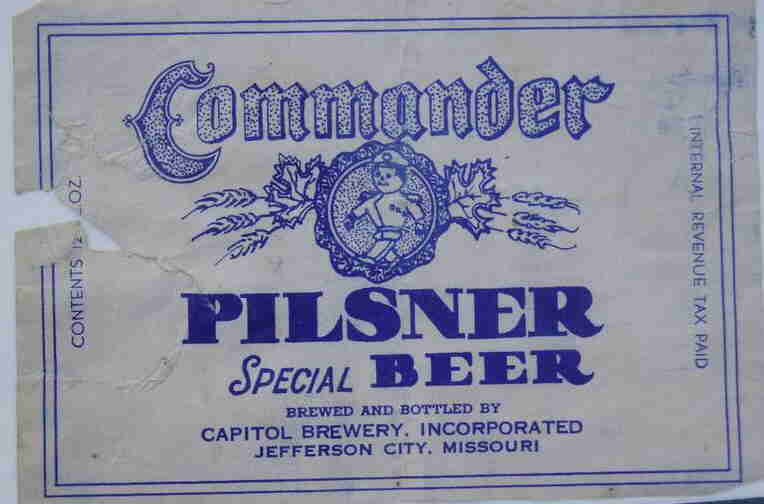 Commander
PILSNER
SPECIAL BEER
BREWED AND BOTTLED BY
CAPITOL BREWERY, INCORPORATED
JEFFERSON CITY, MISSOURI
CONTENTS 12 OZ.
INTERNAL REVENUE TAX PAID